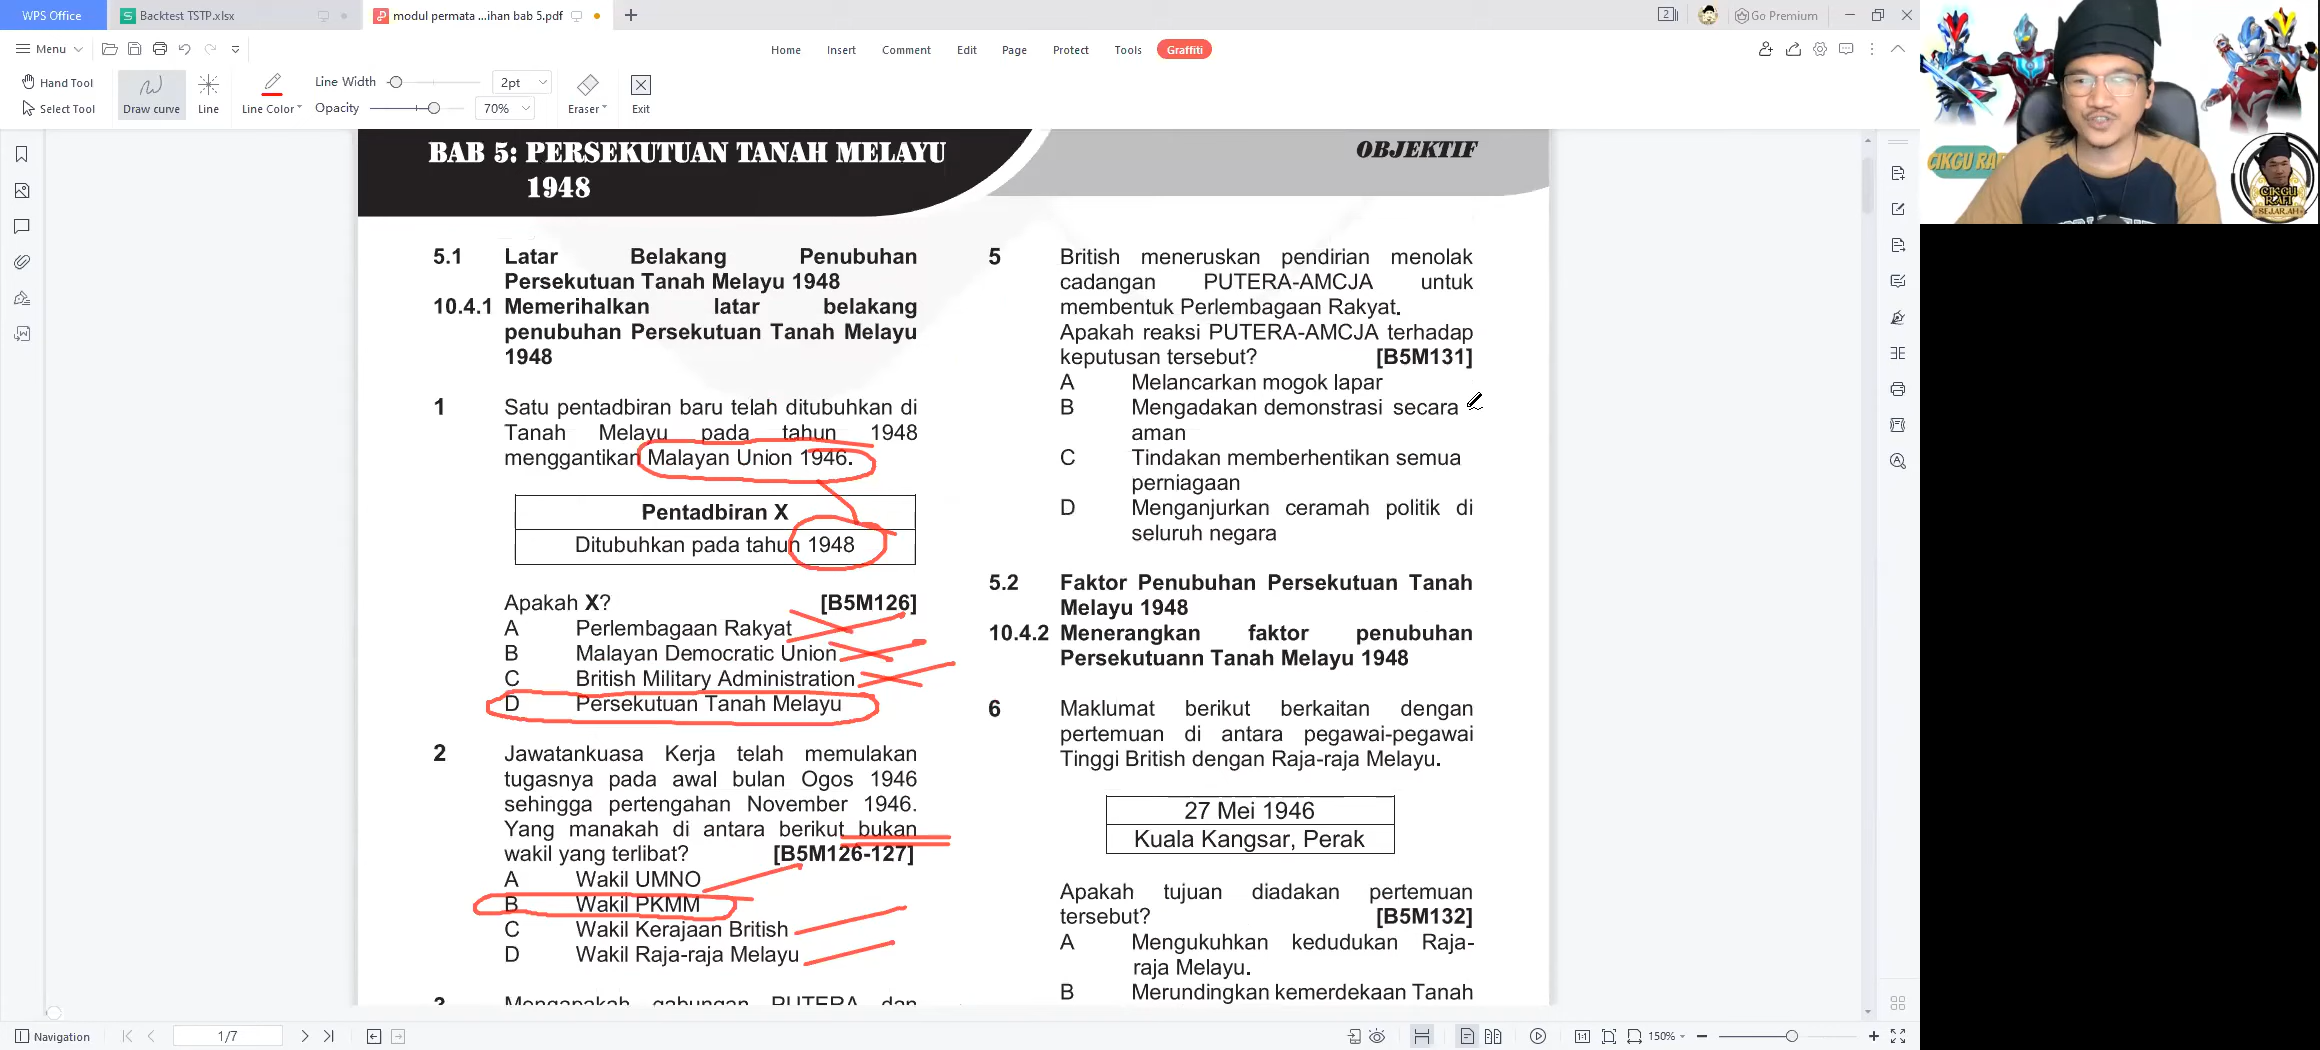 WPS Office
Backtest TSTP.xlsx
modul permata ...ihan bab 5.pdf
2
Go Premium
Menu
Home
Insert
Comment
Edit
Page
Protect
Tools
Graffiti
Hand Tool
Select Tool
Draw curve
Line
Line Color
Line Width
2pt
Opacity
70%
Eraser
Exit
BAB 5: PERSEKUTUAN TANAH MELAYU
1948
OBJEKTIF
5.1 Latar Belakang Penubuhan
Persekutuan Tanah Melayu 1948
10.4.1 Memerihalkan latar belakang
penubuhan Persekutuan Tanah Melayu
1948
1 Satu pentadbiran baru telah ditubuhkan di
Tanah Melayu pada tahun 1948
menggantikan Malayan Union 1946.
Pentadbiran X
Ditubuhkan pada tahun 1948
Apakah X? [B5M126]
A Perlembagaan Rakyat
B Malayan Democratic Union
C British Military Administration
D Persekutuan Tanah Melayu
2 Jawatankuasa Kerja telah memulakan
tugasnya pada awal bulan Ogos 1946
sehingga pertengahan November 1946.
Yang manakah di antara berikut bukan
wakil yang terlibat? [B5M126-127]
A Wakil UMNO
B Wakil PKMM
C Wakil Kerajaan British
D Wakil Raja-raja Melayu
3 Mengapakah gabungan PUTERA dan
5 British meneruskan pendirian menolak
cadangan PUTERA-AMCJA untuk
membentuk Perlembagaan Rakyat.
Apakah reaksi PUTERA-AMCJA terhadap
keputusan tersebut? [B5M131]
A Melancarkan mogok lapar
B Mengadakan demonstrasi secara
aman
C Tindakan memberhentikan semua
perniagaan
D Menganjurkan ceramah politik di
seluruh negara
5.2 Faktor Penubuhan Persekutuan Tanah
Melayu 1948
10.4.2 Menerangkan faktor penubuhan
Persekutuann Tanah Melayu 1948
6 Maklumat berikut berkaitan dengan
pertemuan di antara pegawai-pegawai
Tinggi British dengan Raja-raja Melayu.
27 Mei 1946
Kuala Kangsar, Perak
Apakah tujuan diadakan pertemuan
tersebut? [B5M132]
A Mengukuhkan kedudukan Raja-
raja Melayu.
B Merundingkan kemerdekaan Tanah
CIKGU RA
CIKGU
RAFI
SEJARAH
Navigation
1/7
1:1
150%